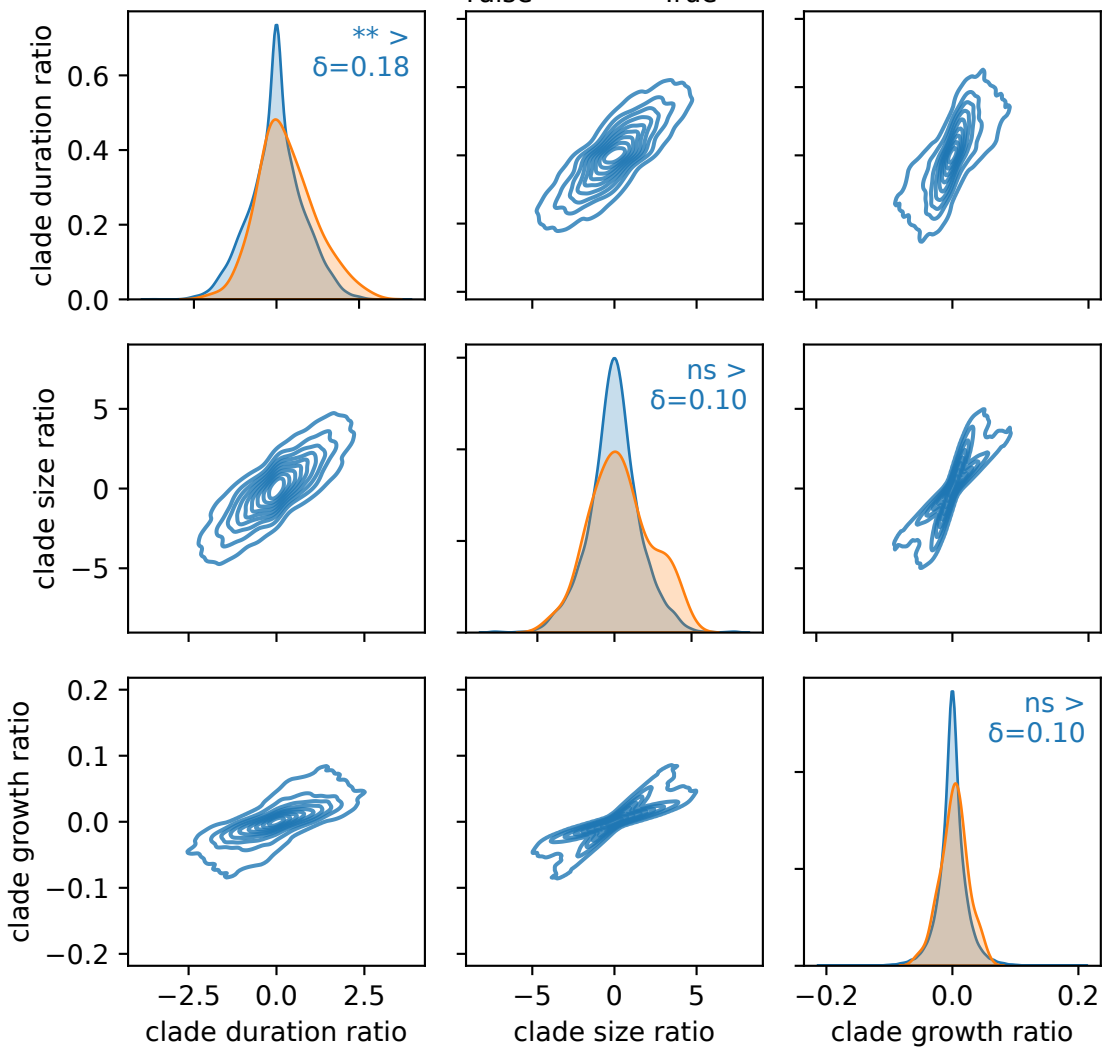 False True
clade duration ratio
0.6
0.4
0.2
0.0
** >
δ=0.18
clade size ratio
5
0
−5
ns >
δ=0.10
clade growth ratio
0.2
0.1
0.0
−0.1
−0.2
ns >
δ=0.10
−2.5 0.0 2.5
−5 0 5
−0.2 0.0 0.2
clade duration ratio
clade size ratio
clade growth ratio